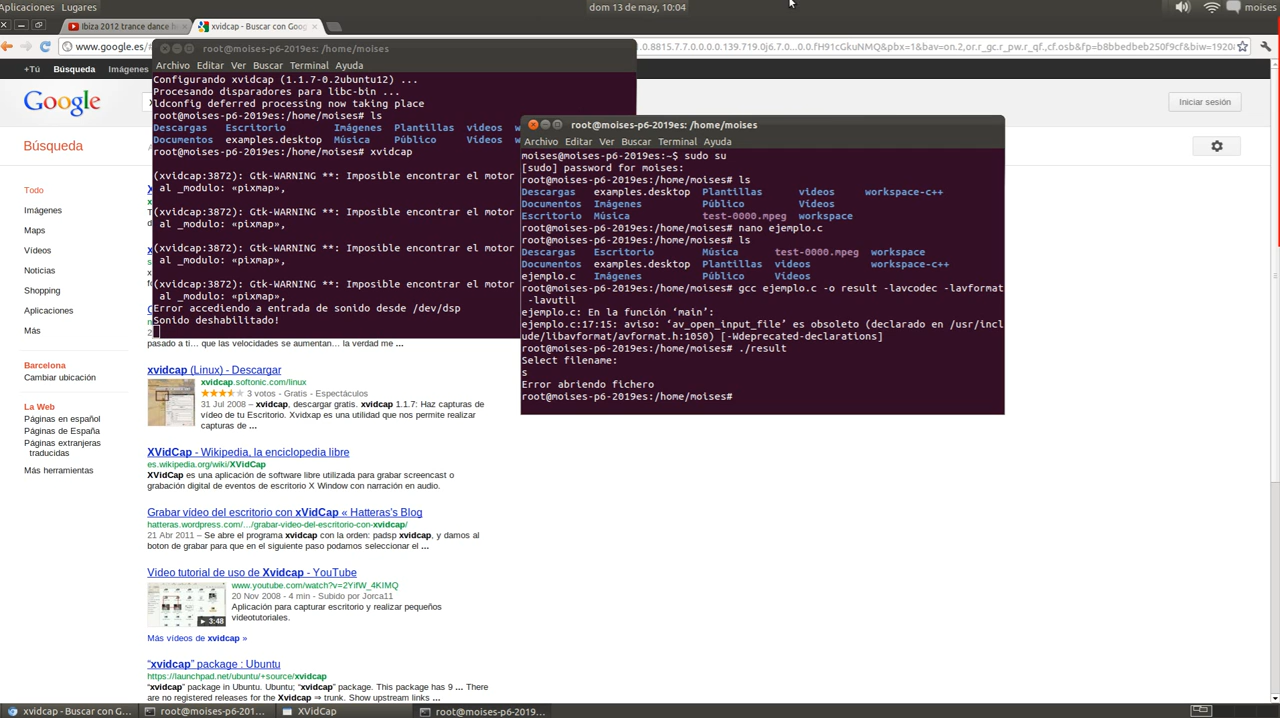 Aplicaciones Lugares
dom 13 de may, 10:04
moises
Ibiza 2012 trance dance h
xvidcap - Buscar con Goog
www.google.es/#
+Tú Búsqueda Imágenes
Google
Iniciar sesión
Búsqueda
Todo
Imágenes
Maps
Vídeos
Noticias
Shopping
Aplicaciones
Más
Barcelona
Cambiar ubicación
La Web
Páginas en español
Páginas de España
Páginas extranjeras
traducidas
Más herramientas
root@moises-p6-2019es: /home/moises
Archivo Editar Ver Buscar Terminal Ayuda
Configurando xvidcap (1.1.7-0.2ubuntu12) ...
Procesando disparadores para libc-bin ...
ldconfig deferred processing now taking place
root@moises-p6-2019es:/home/moises# ls
Descargas Escritorio Imágenes Plantillas videos w
Documentos examples.desktop Música Público Vídeos w
root@moises-p6-2019es:/home/moises# xvidcap
(xvidcap:3872): Gtk-WARNING **: Imposible encontrar el motor
al _modulo: «pixmap»,
(xvidcap:3872): Gtk-WARNING **: Imposible encontrar el motor
al _modulo: «pixmap»,
(xvidcap:3872): Gtk-WARNING **: Imposible encontrar el motor
al _modulo: «pixmap»,
(xvidcap:3872): Gtk-WARNING **: Imposible encontrar el motor
al _modulo: «pixmap»,
Error accediendo a entrada de sonido desde /dev/dsp
Sonido deshabilitado!
root@moises-p6-2019es: /home/moises
Archivo Editar Ver Buscar Terminal Ayuda
moises@moises-p6-2019es:~$ sudo su
[sudo] password for moises:
root@moises-p6-2019es:/home/moises# ls
Descargas Imágenes Plantillas videos workspace-c++
Documentos Imágenes Público Vídeos
Escritorio Música test-0000.mpeg workspace
root@moises-p6-2019es:/home/moises# nano ejemplo.c
root@moises-p6-2019es:/home/moises# ls
Descargas Escritorio Música test-0000.mpeg workspace
Documentos examples.desktop Plantillas videos workspace-c++
ejemplo.c Imágenes Público Vídeos
root@moises-p6-2019es:/home/moises# gcc ejemplo.c -o result -lavcodec -lavformat
-lavutil
ejemplo.c: En la función ‘main’:
ejemplo.c:17:15: aviso: ‘av_open_input_file’ es obsoleto (declarado en /usr/incl
ude/libavformat/avformat.h:1050) [-Wdeprecated-declarations]
root@moises-p6-2019es:/home/moises# ./result
Select filename:
s
Error abriendo fichero
root@moises-p6-2019es:/home/moises#
pasado a ti… que las velocidades se aumentan... la verdad me ...
xvidcap (Linux) - Descargar
xvidcap.softonic.com/linux
3 votos - Gratis - Espectáculos
31 Jul 2008 – xvidcap, descargar gratis. xvidcap 1.1.7: Haz capturas de
vídeo de tu Escritorio. Xvidxap es una utilidad que nos permite realizar
capturas de ...
XVidCap - Wikipedia, la enciclopedia libre
es.wikipedia.org/wiki/XVidCap
XVidCap es una aplicación de software libre utilizada para grabar screencast o
grabación digital de eventos de escritorio X Window con narración en audio.
Grabar vídeo del escritorio con xVidCap « Hatteras's Blog
hatteras.wordpress.com/.../grabar-video-del-escritorio-con-xvidcap/
21 Abr 2011 – Se abre el programa xvidcap con la orden: padsp xvidcap, y damos al
boton de grabar para que en el siguiente paso podamos seleccionar el ...
Video tutorial de uso de Xvidcap - YouTube
www.youtube.com/watch?v=2YifW_4KIMQ
20 Nov 2008 - 4 min - Subido por Jorca11
Aplicación para capturar escritorio y realizar pequeños
videotutoriales.
3:48
Más vídeos de xvidcap »
“xvidcap” package : Ubuntu
https://launchpad.net/ubuntu/+source/xvidcap
“xvidcap” package in Ubuntu. Ubuntu; “xvidcap” package. This package has 9 ... There
are no registered releases for the Xvidcap ⇒ trunk. Show upstream links ...
xvidcap - Buscar con G...
root@moises-p6-201...
XVidCap
root@moises-p6-2019...